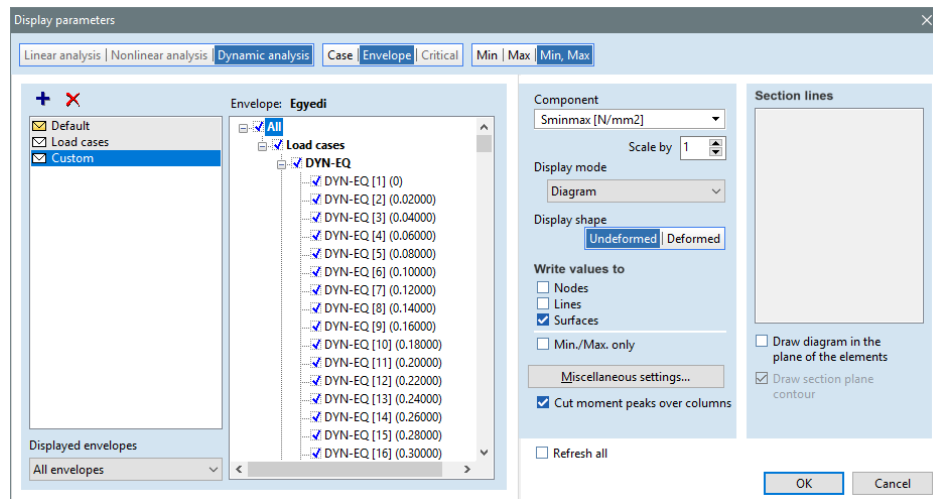 Display parameters
Linear analysis | Nonlinear analysis | Dynamic analysis Case | Envelope | Critical Min | Max | Min, Max
Default
Load cases
Custom
Displayed envelopes
All envelopes
Envelope: Egyedi
All
Load cases
DYN-EQ
DYN-EQ [1] (0)
DYN-EQ [2] (0.02000)
DYN-EQ [3] (0.04000)
DYN-EQ [4] (0.06000)
DYN-EQ [5] (0.08000)
DYN-EQ [6] (0.10000)
DYN-EQ [7] (0.12000)
DYN-EQ [8] (0.14000)
DYN-EQ [9] (0.16000)
DYN-EQ [10] (0.18000)
DYN-EQ [11] (0.20000)
DYN-EQ [12] (0.22000)
DYN-EQ [13] (0.24000)
DYN-EQ [14] (0.26000)
DYN-EQ [15] (0.28000)
DYN-EQ [16] (0.30000)
Component
Sminmax [N/mm2]
Scale by 1
Display mode
Diagram
Display shape
Undeformed | Deformed
Write values to
Nodes
Lines
Surfaces
Min./Max. only
Miscellaneous settings...
Cut moment peaks over columns
Refresh all
Section lines
Draw diagram in the
plane of the elements
Draw section plane
contour
OK Cancel